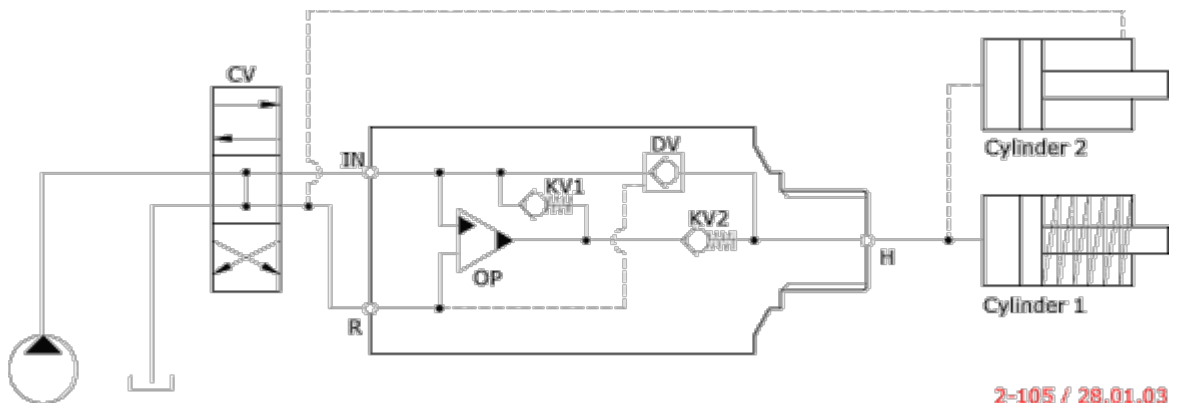 CV
IN
DV
KV1
KV2
OP
R
H
Cylinder 2
Cylinder 1
2-105 / 28.01.03